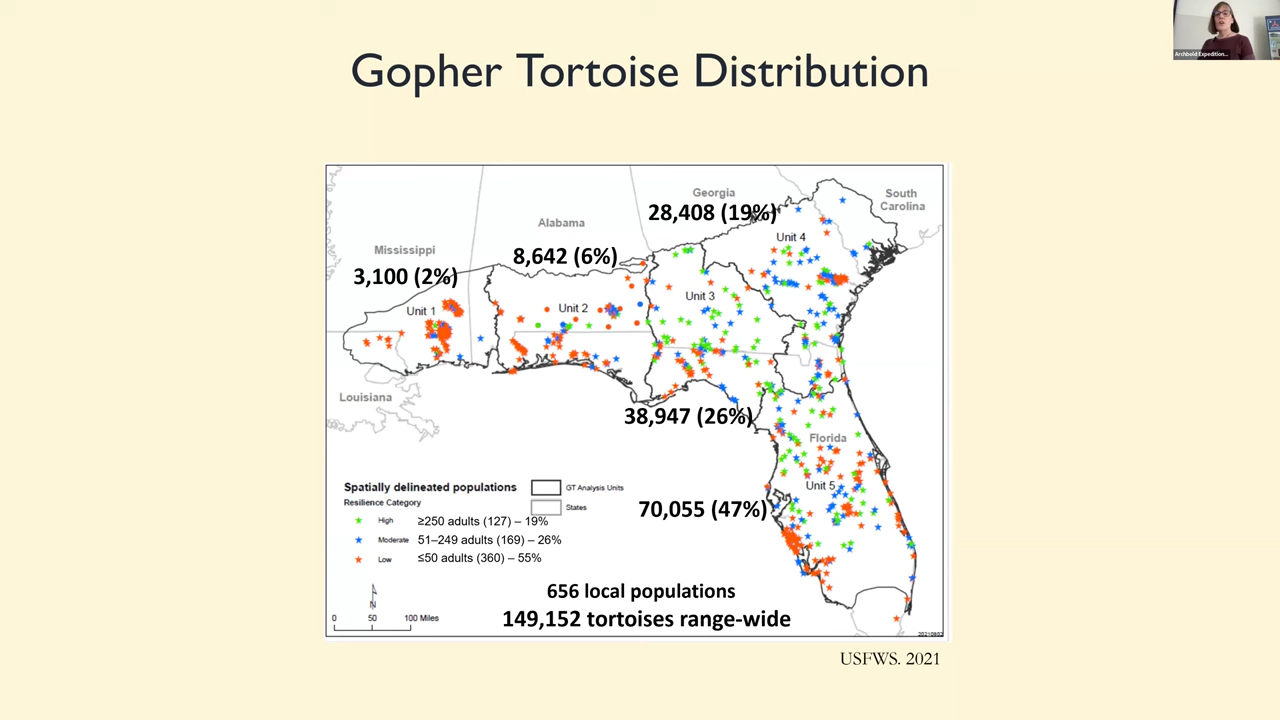 Archbold Expedition...
Gopher Tortoise Distribution
Georgia
28,408 (19%)
South
Carolina
Alabama
Unit 4
Mississippi
8,642 (6%)
3,100 (2%)
Unit 3
Unit 1
Unit 2
Louisiana
38,947 (26%)
Florida
Unit 5
70,055 (47%)
Spatially delineated populations
Resilience Category
High ≥250 adults (127) – 19%
Moderate 51–249 adults (169) – 26%
Low ≤50 adults (360) – 55%
GT Analysis Units
States
N
0 50 100 Miles
656 local populations
149,152 tortoises range-wide
USFWS. 2021